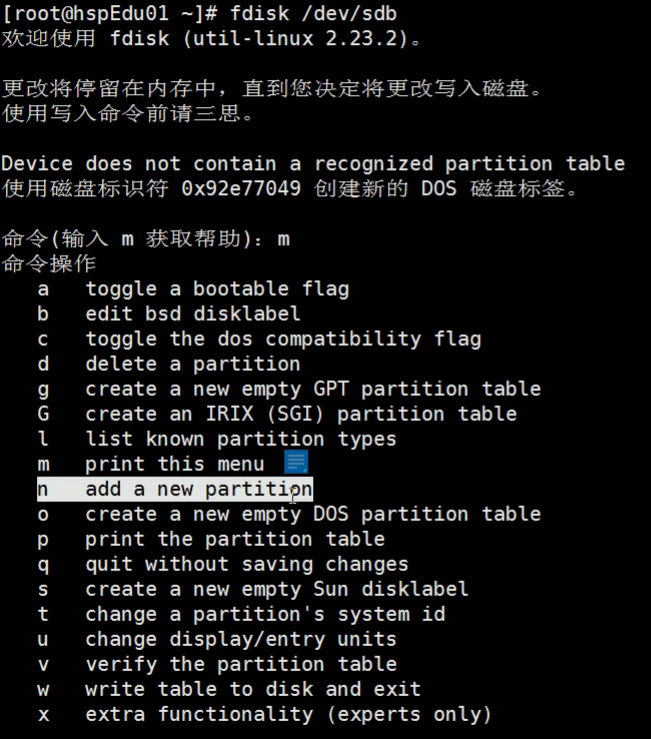 [root@hspEdu01 ~]# fdisk /dev/sdb
欢迎使用 fdisk (util-linux 2.23.2)。
更改将停留在内存中，直到您决定将更改写入磁盘。
使用写入命令前请三思。
Device does not contain a recognized partition table
使用磁盘标识符 0x92e77049 创建新的 DOS 磁盘标签。
命令(输入 m 获取帮助)：m
命令操作
a   toggle a bootable flag
b   edit bsd disklabel
c   toggle the dos compatibility flag
d   delete a partition
g   create a new empty GPT partition table
G   create an IRIX (SGI) partition table
l   list known partition types
m   print this menu
n   add a new partition
o   create a new empty DOS partition table
p   print the partition table
q   quit without saving changes
s   create a new empty Sun disklabel
t   change a partition's system id
u   change display/entry units
v   verify the partition table
w   write table to disk and exit
x   extra functionality (experts only)